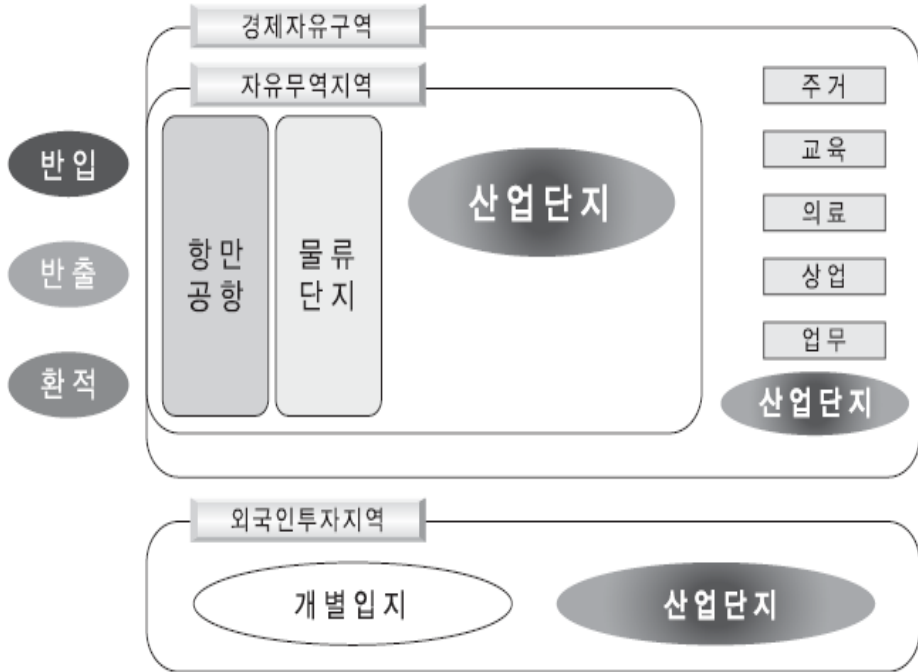 경제자유구역
자유무역지역
주거
반입
교육
산업단지
의료
항만
공항
물류
단지
반출
상업
업무
환적
산업단지
외국인투자지역
개별입지
산업단지